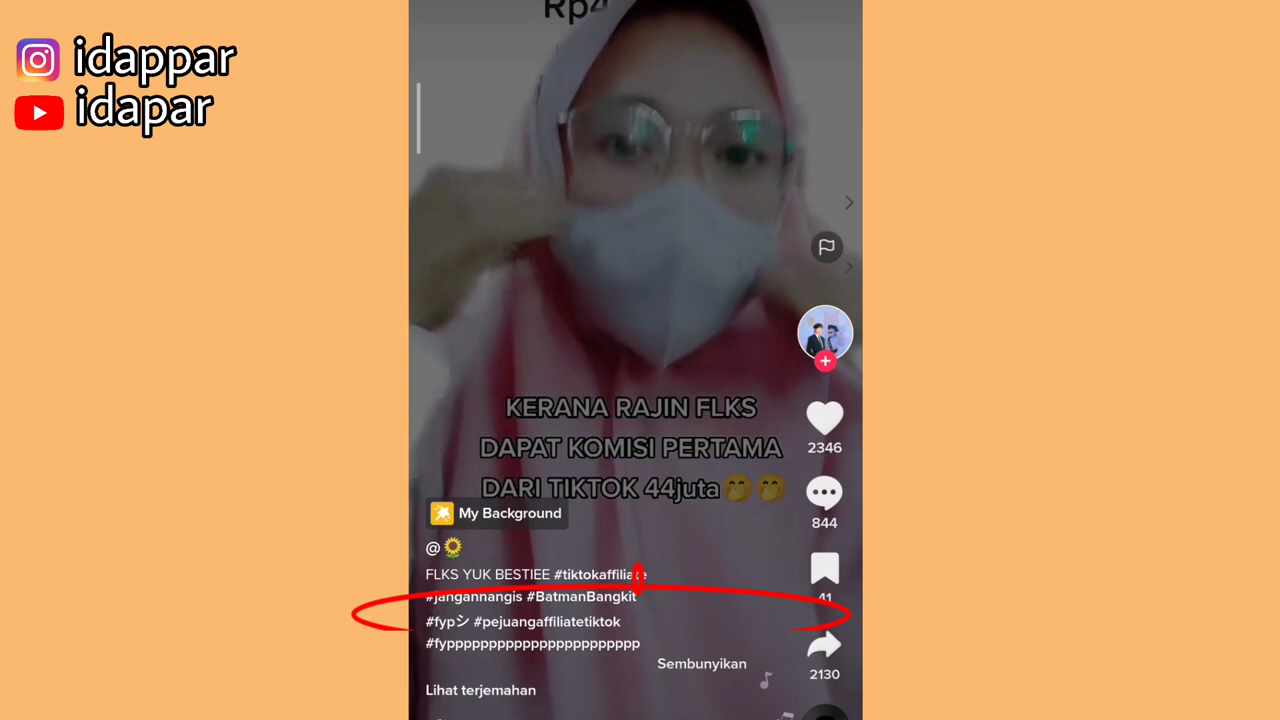 idappar
idapar
Rp4
KERANA RAJIN FLKS
DAPAT KOMISI PERTAMA
DARI TIKTOK 44juta🤭🤭
My Background
@🌻
FLKS YUK BESTIEE #tiktokaffiliate
#jangannangis #BatmanBangkit
#fypシ #pejuangaffiliatetiktok
#fyppppppppppppppppppppppp
Sembunyikan
Lihat terjemahan
2346
844
41
2130